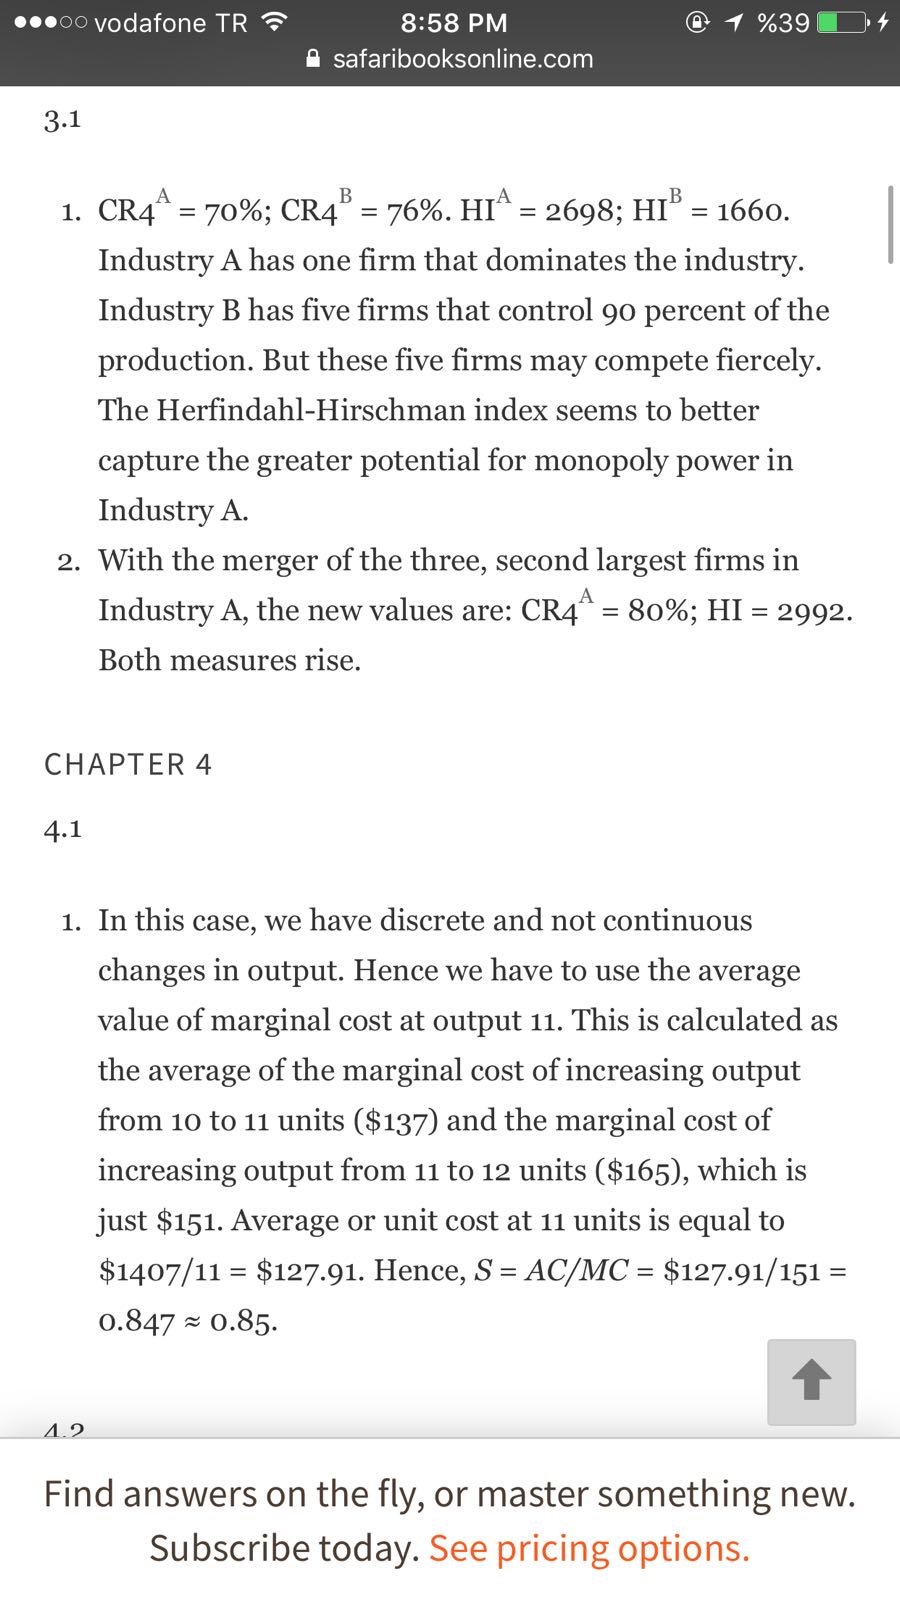 vodafone TR 8:58 PM %39
safaribooksonline.com
3.1
1. CR4^A = 70%; CR4^B = 76%. HI^A = 2698; HI^B = 1660.
Industry A has one firm that dominates the industry.
Industry B has five firms that control 90 percent of the
production. But these five firms may compete fiercely.
The Herfindahl-Hirschman index seems to better
capture the greater potential for monopoly power in
Industry A.
2. With the merger of the three, second largest firms in
Industry A, the new values are: CR4^A = 80%; HI = 2992.
Both measures rise.
CHAPTER 4
4.1
1. In this case, we have discrete and not continuous
changes in output. Hence we have to use the average
value of marginal cost at output 11. This is calculated as
the average of the marginal cost of increasing output
from 10 to 11 units ($137) and the marginal cost of
increasing output from 11 to 12 units ($165), which is
just $151. Average or unit cost at 11 units is equal to
$1407/11 = $127.91. Hence, S = AC/MC = $127.91/151 =
0.847 ≈ 0.85.
4.2
Find answers on the fly, or master something new.
Subscribe today. See pricing options.